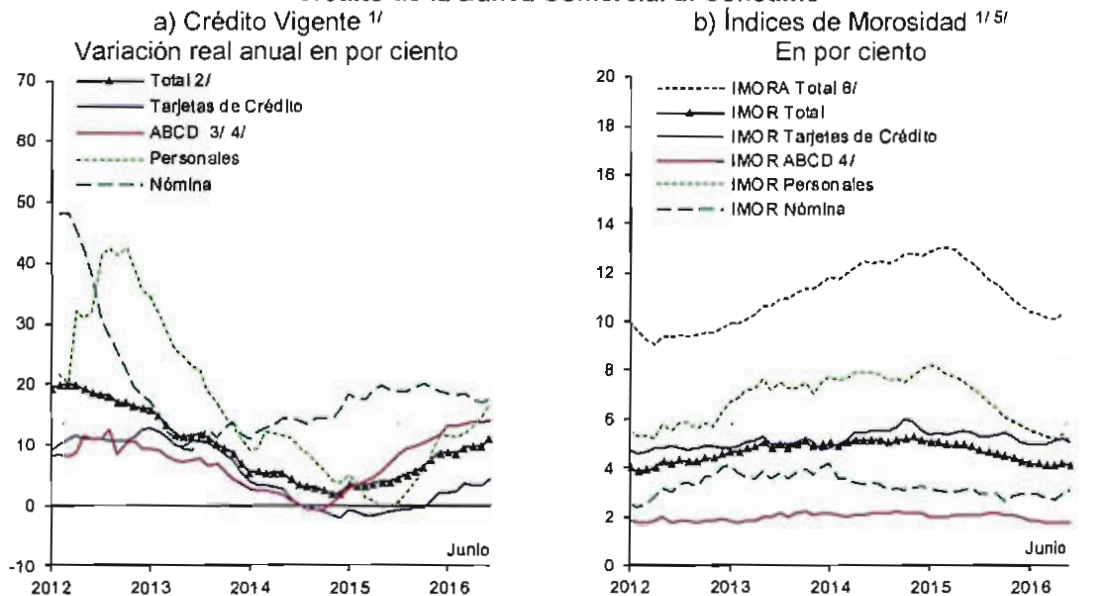 a) Crédito Vigente 1/
Variación real anual en por ciento
70
60
50
40
30
20
10
0
-10
Total 2/
Tarjetas de Crédito
ABCD 3/ 4/
Personales
Nómina
Junio
2012 2013 2014 2015 2016
b) Índices de Morosidad 1/ 5/
En por ciento
20
18
16
14
12
10
8
6
4
2
0
IMORA Total 6/
IMOR Total
IMOR Tarjetas de Crédito
IMOR ABCD 4/
IMOR Personales
IMOR Nómina
Junio
2012 2013 2014 2015 2016